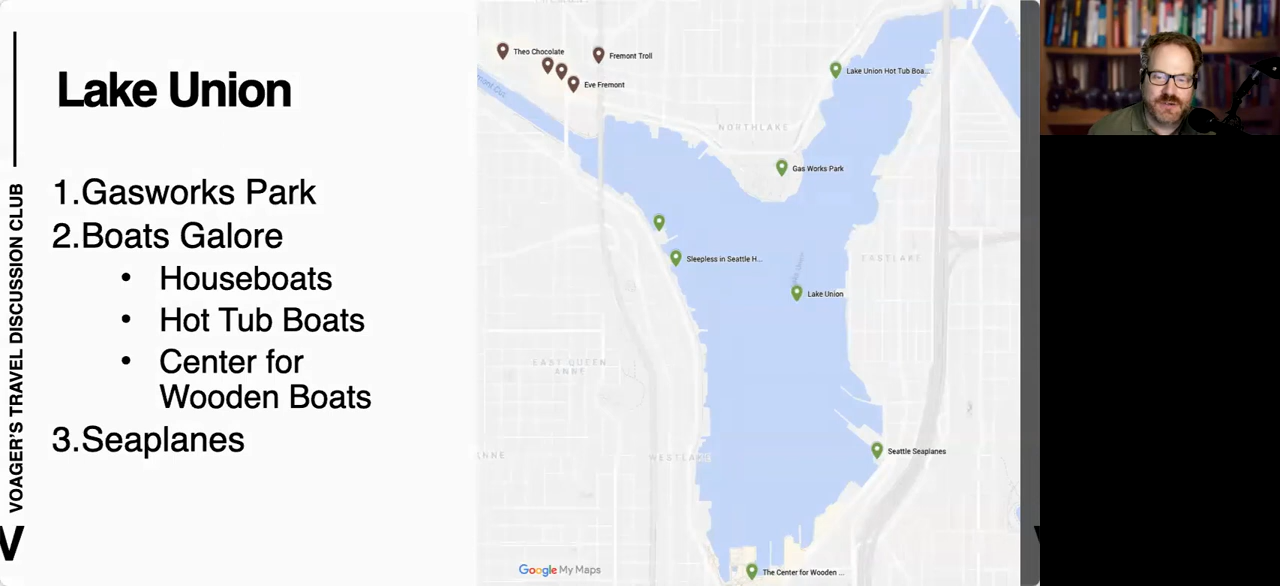 Lake Union
1.Gasworks Park
2.Boats Galore
• Houseboats
• Hot Tub Boats
• Center for
Wooden Boats
3.Seaplanes
VOAGER'S TRAVEL DISCUSSION CLUB
V
Theo Chocolate
Fremont Troll
Eve Fremont
Lake Union Hot Tub Boa...
NORTHLAKE
Gas Works Park
Sleepless in Seattle H...
EASTLAKE
Lake Union
EAST QUEEN
ANNE
Seattle Seaplanes
ANNE
WESTLAKE
Google My Maps
The Center for Wooden ...